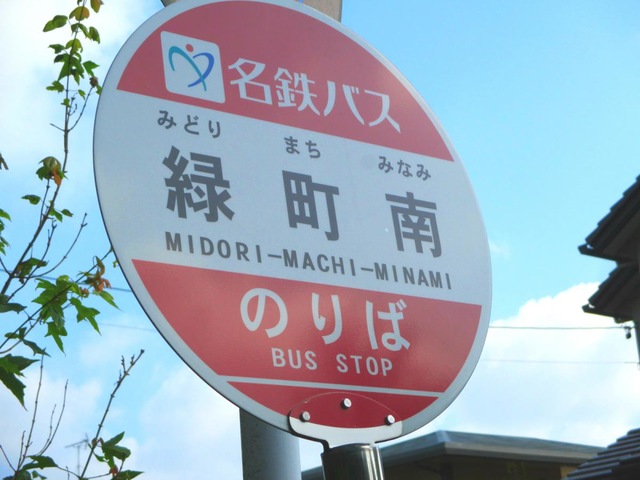 名鉄バス
みどり まち みなみ
緑町南
MIDORI-MACHI-MINAMI
のりば
BUS STOP